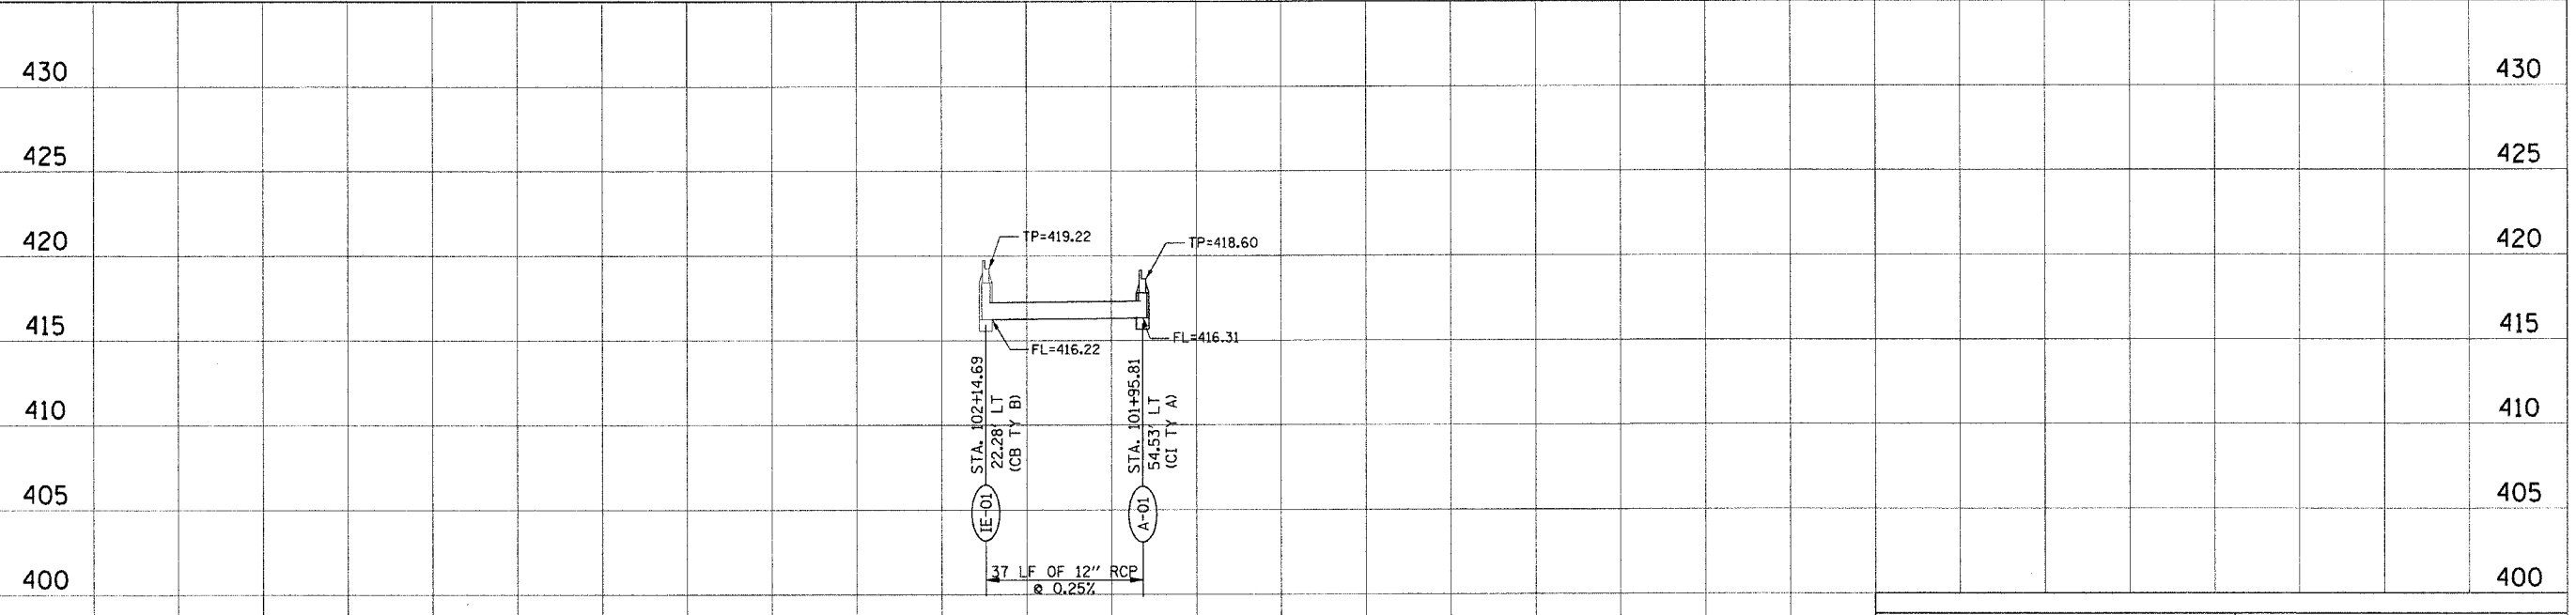 430
430
425
425
420
TP=419.22
TP=418.60
420
415
FL=416.22
FL=416.31
415
410
STA. 102+14.69
22.28' LT
(CB TY B)
STA. 101+95.81
54.53' LT
(CI TY A)
410
405
IE-01
A-01
405
400
37 LF OF 12" RCP
@ 0.25%
400